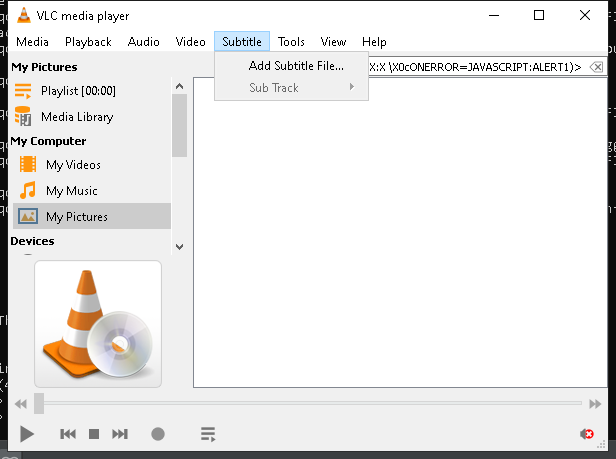 VLC media player
Media Playback Audio Video Subtitle Tools View Help
My Pictures
X:X \X0cONERROR=JAVASCRIPT:ALERT1)>
Add Subtitle File...
Sub Track
Playlist [00:00]
Media Library
My Computer
My Videos
My Music
My Pictures
Devices